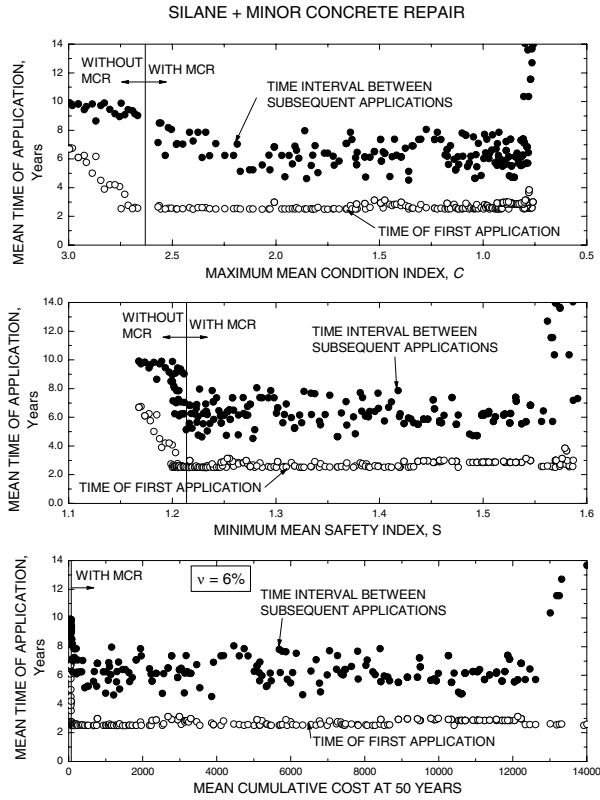 SILANE + MINOR CONCRETE REPAIR
MEAN TIME OF APPLICATION,
Years
14
12
10
8
6
4
2
0
WITHOUT
MCR
WITH MCR
TIME INTERVAL BETWEEN
SUBSEQUENT APPLICATIONS
TIME OF FIRST APPLICATION
3.0 2.5 2.0 1.5 1.0 0.5
MAXIMUM MEAN CONDITION INDEX, C
MEAN TIME OF APPLICATION,
Years
14.0
12.0
10.0
8.0
6.0
4.0
2.0
0.0
WITHOUT
MCR
WITH MCR
TIME INTERVAL BETWEEN
SUBSEQUENT APPLICATIONS
TIME OF FIRST APPLICATION
1.1 1.2 1.3 1.4 1.5 1.6
MINIMUM MEAN SAFETY INDEX, S
MEAN TIME OF APPLICATION,
Years
14
12
10
8
6
4
2
0
WITH MCR
ν = 6%
TIME INTERVAL BETWEEN
SUBSEQUENT APPLICATIONS
TIME OF FIRST APPLICATION
0 2000 4000 6000 8000 10000 12000 14000
MEAN CUMULATIVE COST AT 50 YEARS